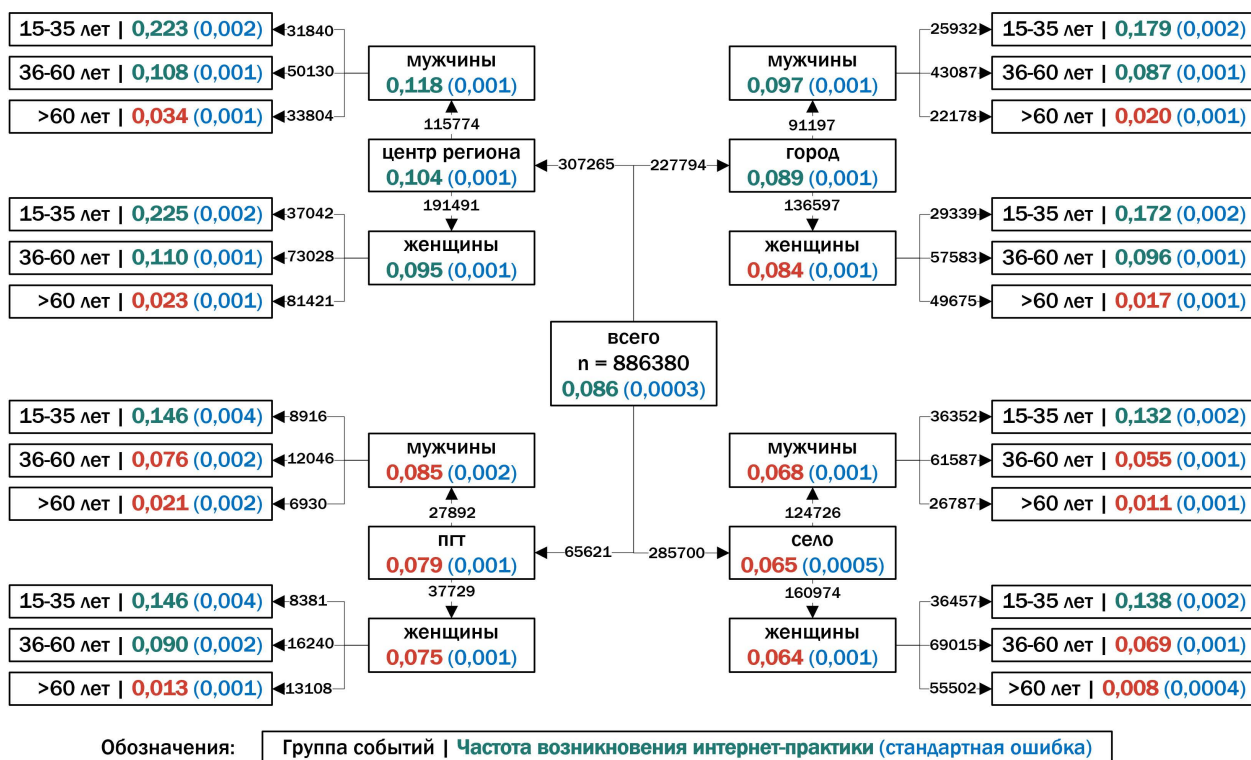 15-35 лет | 0,223 (0,002)
31840
36-60 лет | 0,108 (0,001)
50130
>60 лет | 0,034 (0,001)
33804
мужчины
0,118 (0,001)
115774
центр региона
0,104 (0,001)
191491
женщины
0,095 (0,001)
15-35 лет | 0,225 (0,002)
37042
36-60 лет | 0,110 (0,001)
73028
>60 лет | 0,023 (0,001)
81421
307265
227794
мужчины
0,097 (0,001)
91197
город
0,089 (0,001)
136597
женщины
0,084 (0,001)
25932
15-35 лет | 0,179 (0,002)
43087
36-60 лет | 0,087 (0,001)
22178
>60 лет | 0,020 (0,001)
29339
15-35 лет | 0,172 (0,002)
57583
36-60 лет | 0,096 (0,001)
49675
>60 лет | 0,017 (0,001)
всего
n = 886380
0,086 (0,0003)
15-35 лет | 0,146 (0,004)
8916
36-60 лет | 0,076 (0,002)
12046
>60 лет | 0,021 (0,002)
6930
мужчины
0,085 (0,002)
27892
пгт
0,079 (0,001)
37729
женщины
0,075 (0,001)
15-35 лет | 0,146 (0,004)
8381
36-60 лет | 0,090 (0,002)
16240
>60 лет | 0,013 (0,001)
13108
65621
285700
мужчины
0,068 (0,001)
124726
село
0,065 (0,0005)
160974
женщины
0,064 (0,001)
36352
15-35 лет | 0,132 (0,002)
61587
36-60 лет | 0,055 (0,001)
26787
>60 лет | 0,011 (0,001)
36457
15-35 лет | 0,138 (0,002)
69015
36-60 лет | 0,069 (0,001)
55502
>60 лет | 0,008 (0,0004)
Обозначения:
Группа событий | Частота возникновения интернет-практики (стандартная ошибка)